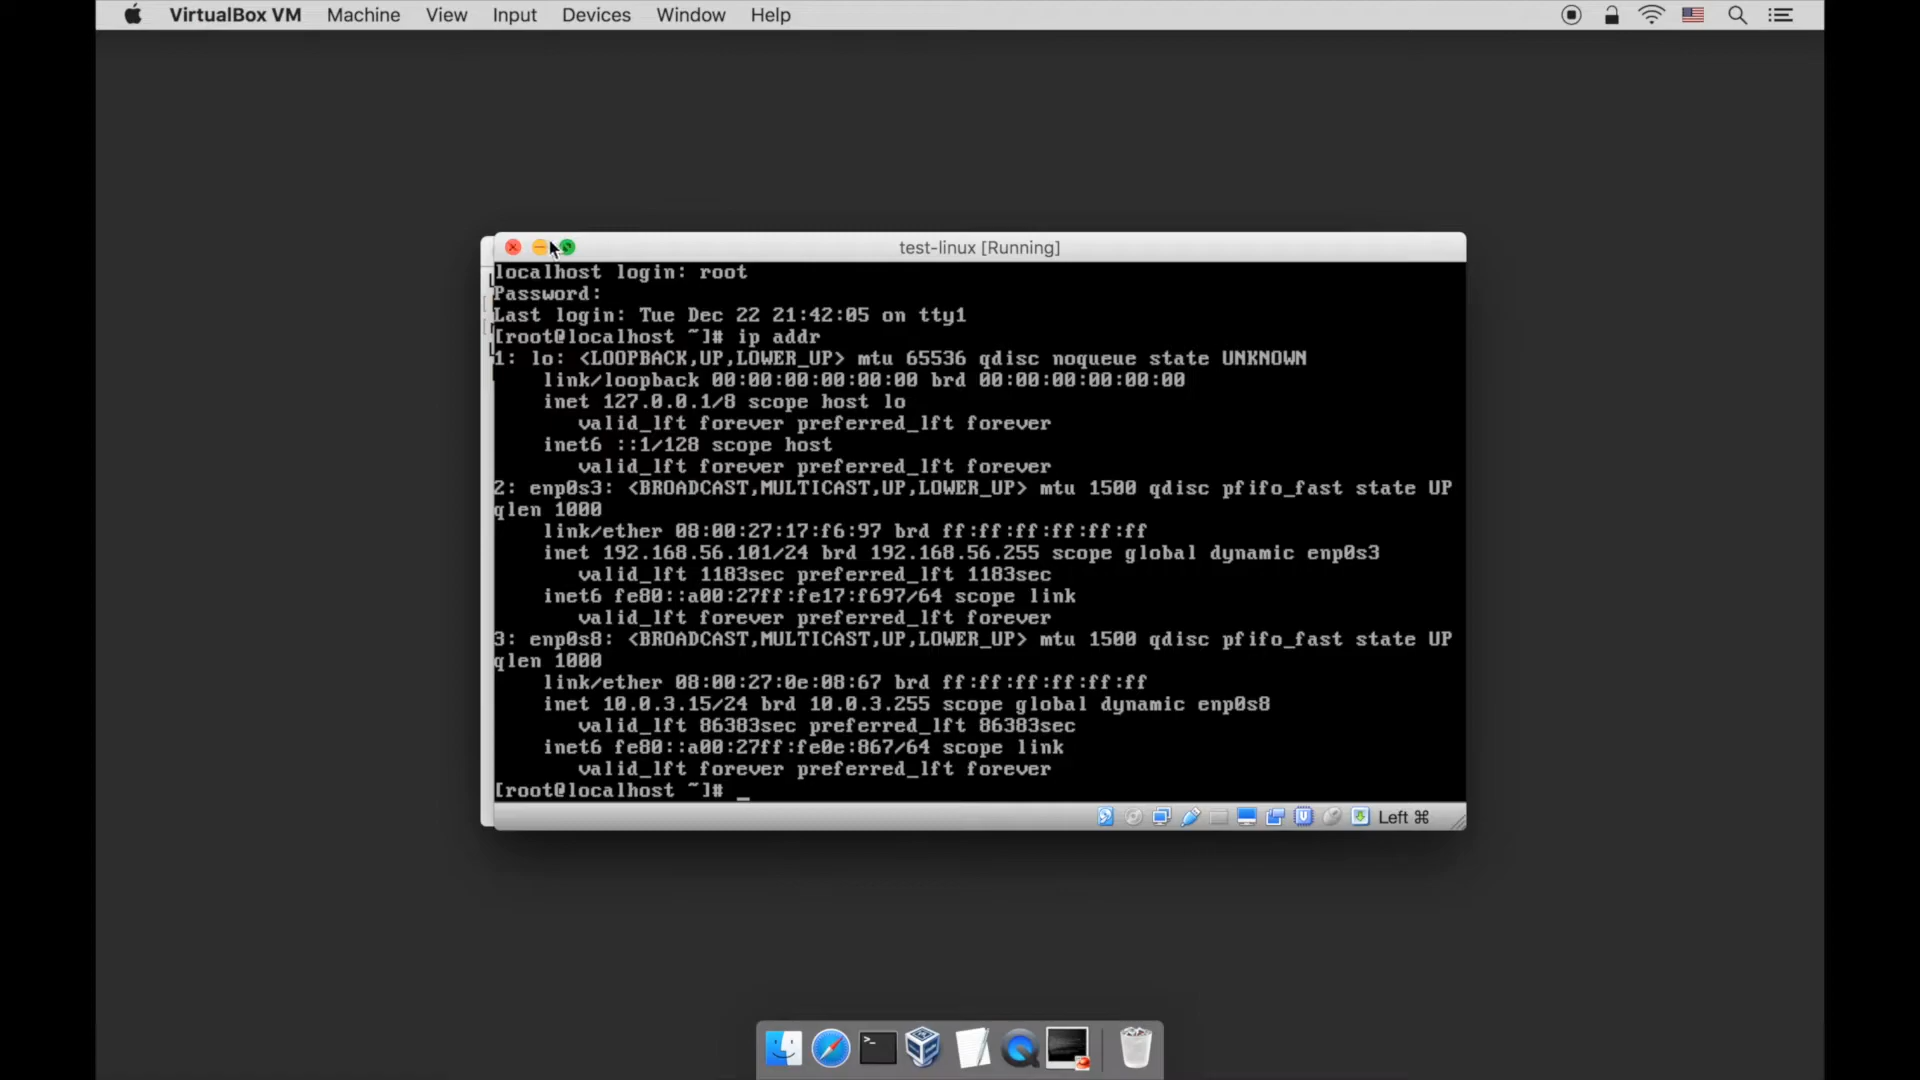 VirtualBox VM Machine View Input Devices Window Help
test-linux [Running]
localhost login: root
Password:
Last login: Tue Dec 22 21:42:05 on tty1
[root@localhost ~]# ip addr
1: lo: <LOOPBACK,UP,LOWER_UP> mtu 65536 qdisc noqueue state UNKNOWN
link/loopback 00:00:00:00:00:00 brd 00:00:00:00:00:00
inet 127.0.0.1/8 scope host lo
valid_lft forever preferred_lft forever
inet6 ::1/128 scope host
valid_lft forever preferred_lft forever
2: enp0s3: <BROADCAST,MULTICAST,UP,LOWER_UP> mtu 1500 qdisc pfifo_fast state UP
qlen 1000
link/ether 08:00:27:17:f6:97 brd ff:ff:ff:ff:ff:ff
inet 192.168.56.101/24 brd 192.168.56.255 scope global dynamic enp0s3
valid_lft 1183sec preferred_lft 1183sec
inet6 fe80::a00:27ff:fe17:f697/64 scope link
valid_lft forever preferred_lft forever
3: enp0s8: <BROADCAST,MULTICAST,UP,LOWER_UP> mtu 1500 qdisc pfifo_fast state UP
qlen 1000
link/ether 08:00:27:0e:08:67 brd ff:ff:ff:ff:ff:ff
inet 10.0.3.15/24 brd 10.0.3.255 scope global dynamic enp0s8
valid_lft 86383sec preferred_lft 86383sec
inet6 fe80::a00:27ff:fe0e:867/64 scope link
valid_lft forever preferred_lft forever
[root@localhost ~]# _
Left ⌘